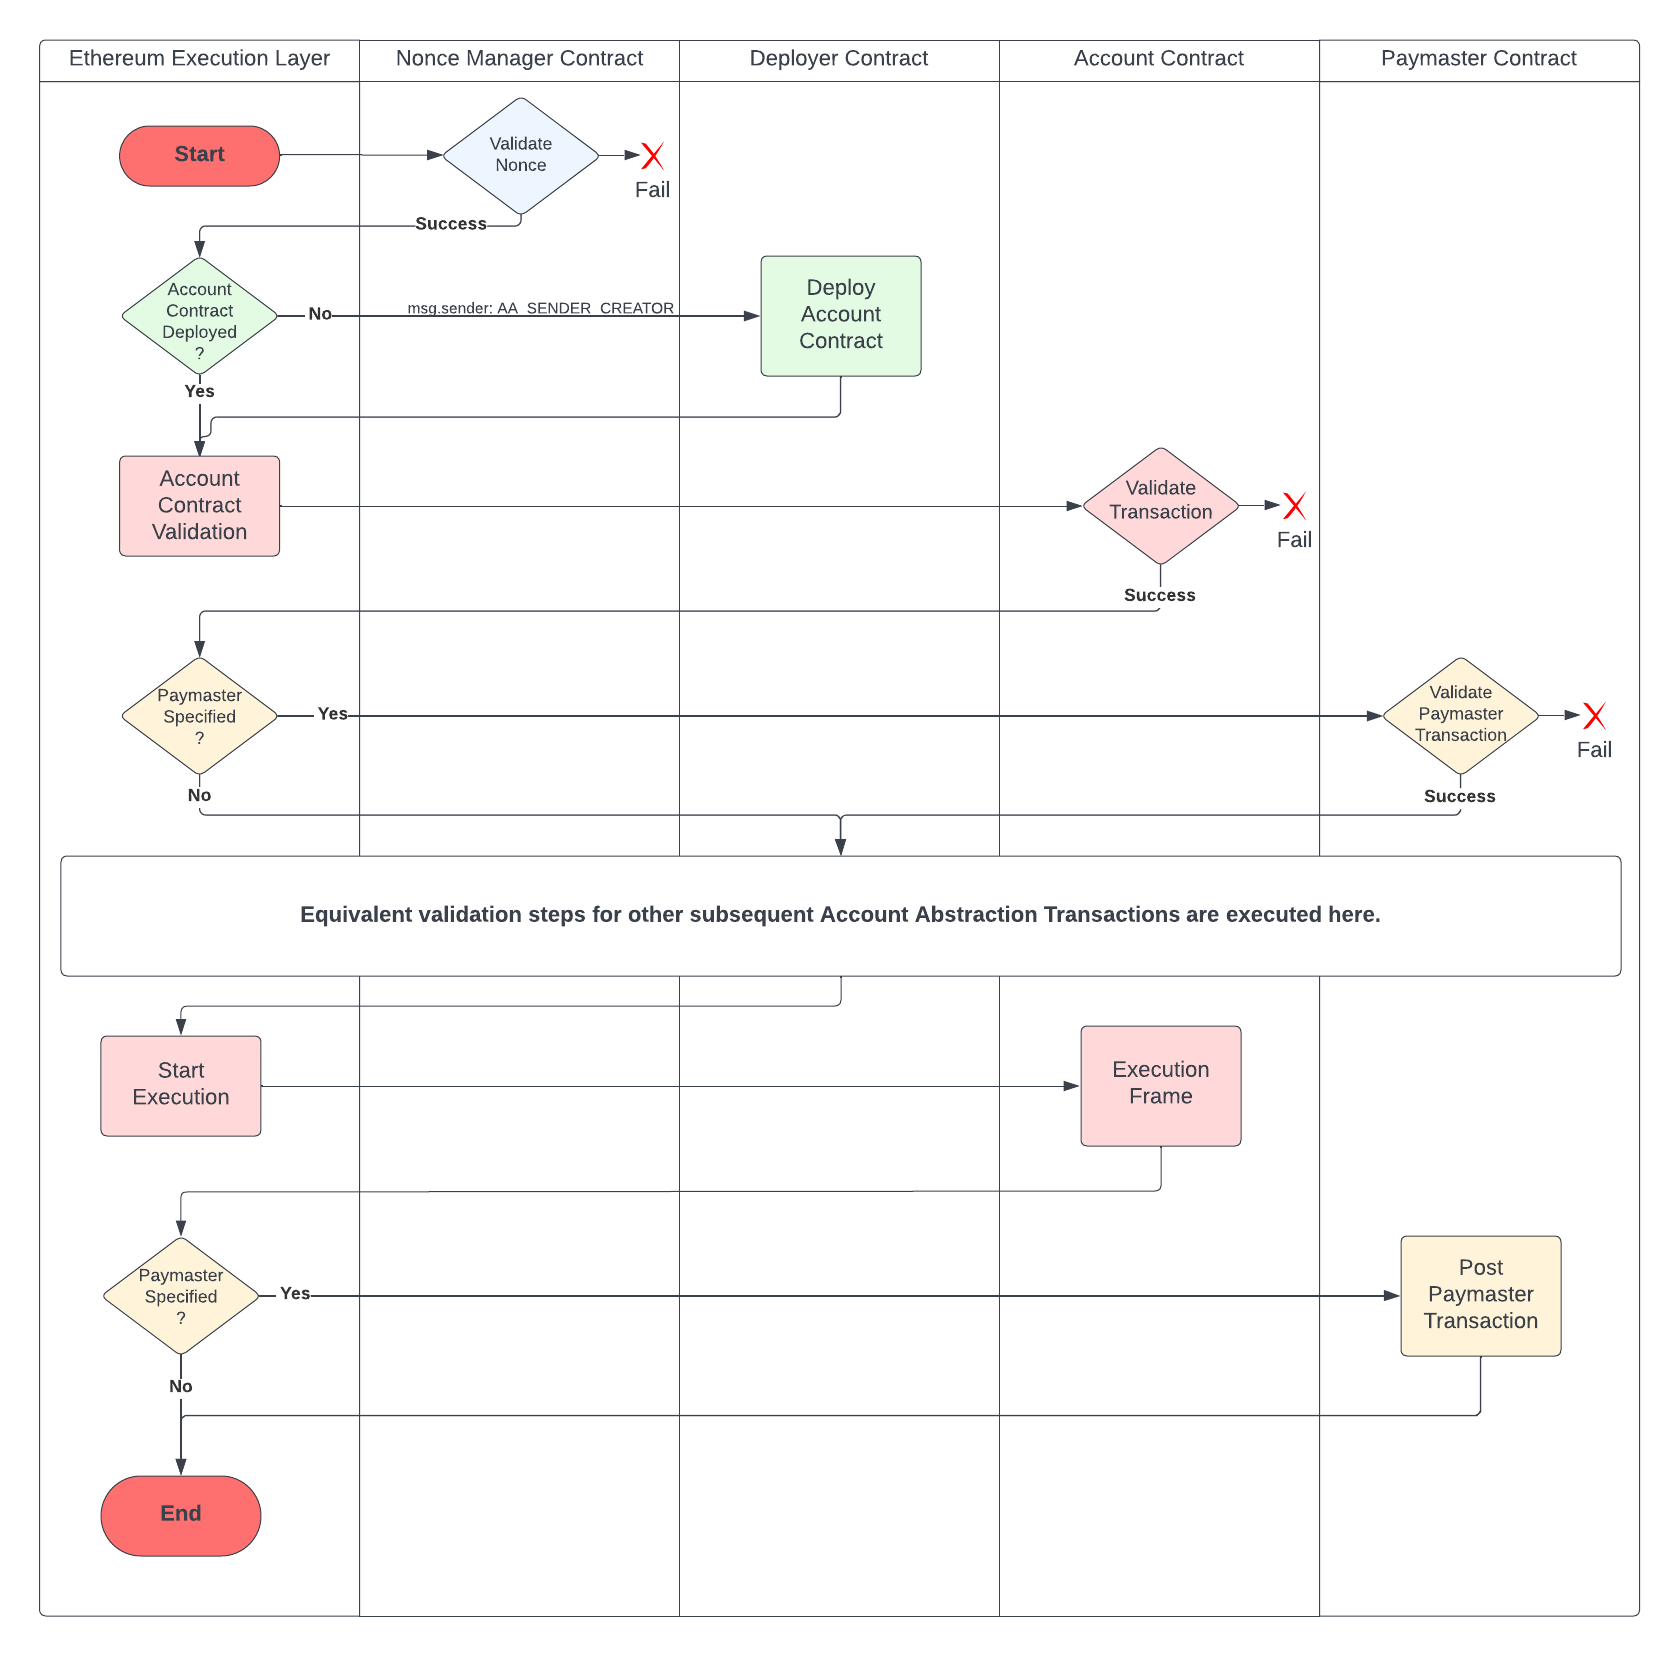 Ethereum Execution Layer
Nonce Manager Contract
Deployer Contract
Account Contract
Paymaster Contract
Start
Validate
Nonce
Fail
Success
Account
Contract
Deployed
?
No
msg.sender: AA_SENDER_CREATOR
Deploy
Account
Contract
Yes
Account
Contract
Validation
Validate
Transaction
Fail
Success
Paymaster
Specified
?
Yes
Validate
Paymaster
Transaction
Fail
No
Success
Equivalent validation steps for other subsequent Account Abstraction Transactions are executed here.
Start
Execution
Execution
Frame
Paymaster
Specified
?
Yes
Post
Paymaster
Transaction
No
End